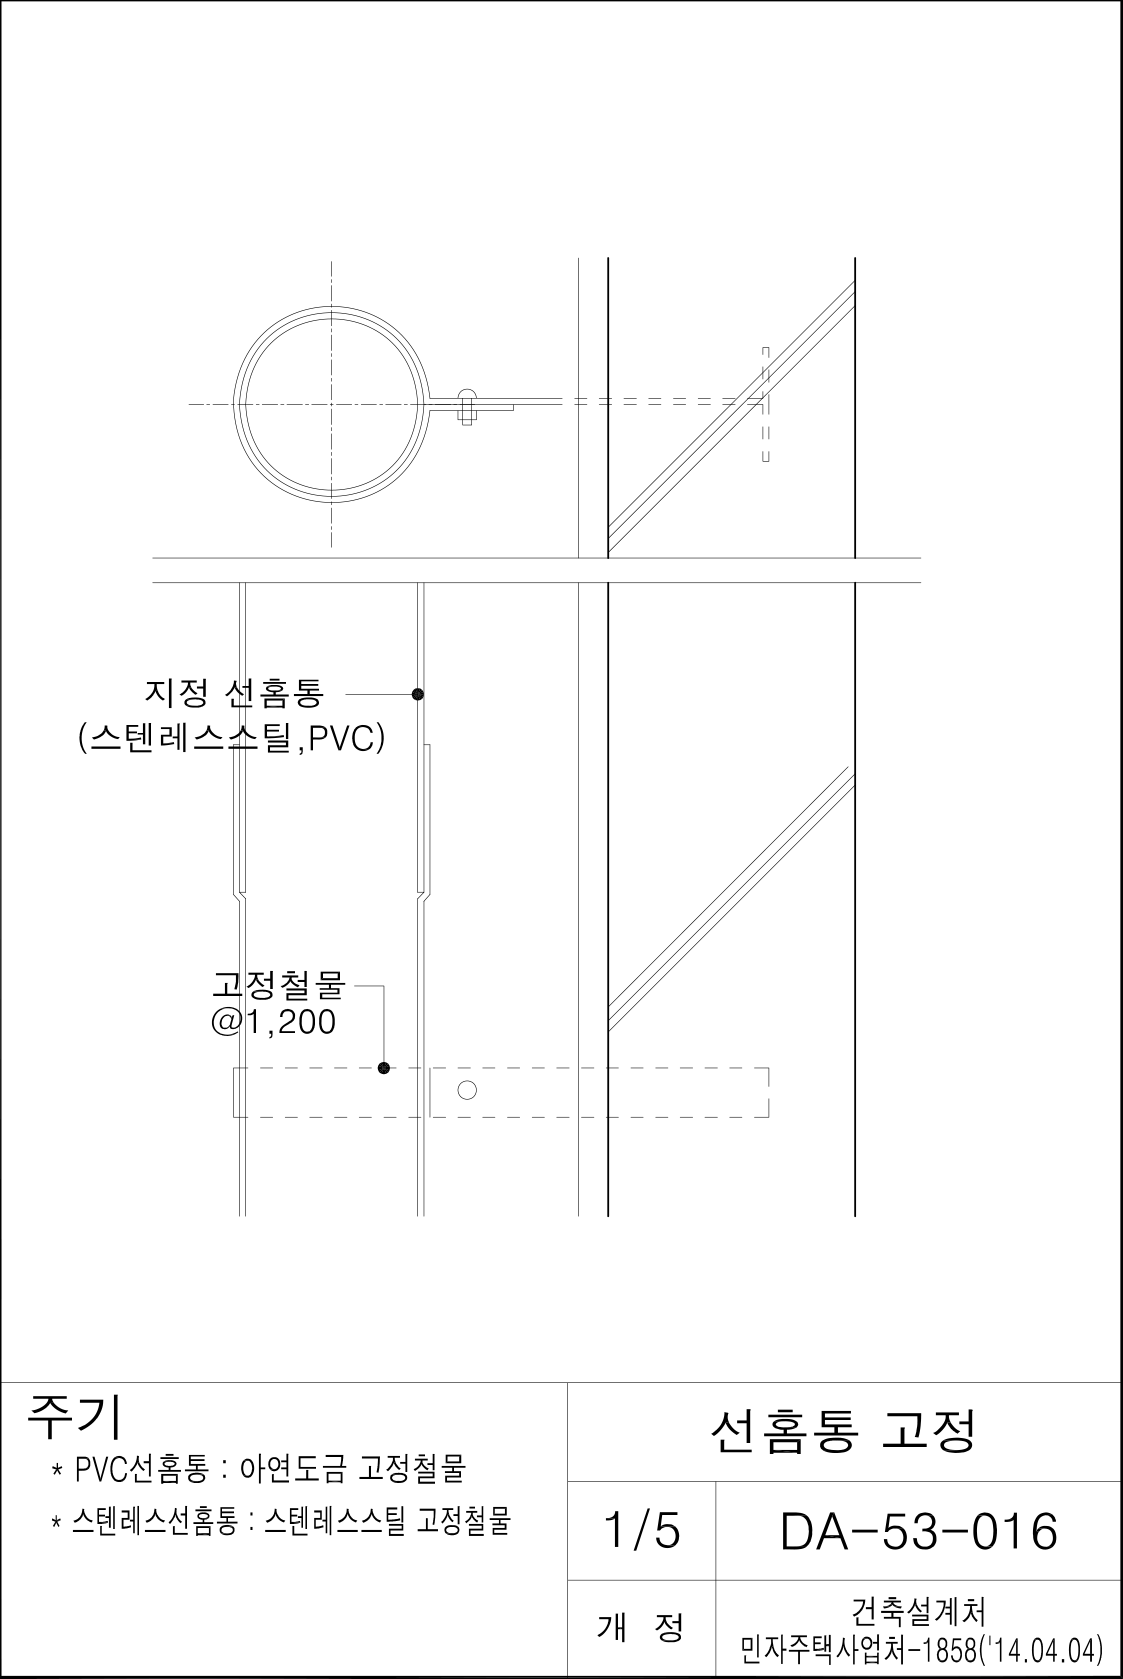 지정 선홈통
(스텐레스스틸,PVC)
고정철물
@1,200
주기
* PVC선홈통 : 아연도금 고정철물
* 스텐레스선홈통 : 스텐레스스틸 고정철물
선홈통 고정
1/5
DA-53-016
개 정
건축설계처
민자주택사업처-1858('14.04.04)